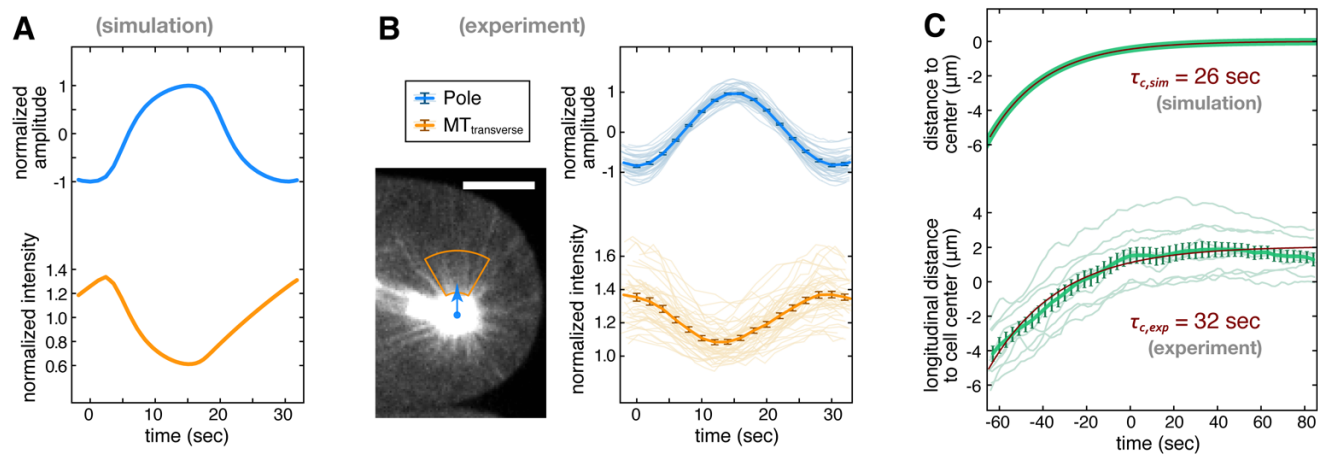 A
(simulation)
normalized
amplitude
1
0
-1
normalized intensity
1.4
1.2
1.0
0.8
0.6
0
10
20
30
time (sec)
B
(experiment)
Pole
MTtransverse
normalized
amplitude
1
0
-1
normalized intensity
1.6
1.4
1.2
1.0
0
10
20
30
time (sec)
C
distance to
center (µm)
0
-2
-4
-6
τc,sim = 26 sec
(simulation)
longitudinal distance
to cell center (µm)
4
2
0
-2
-4
-6
τc,exp = 32 sec
(experiment)
-60
-40
-20
0
20
40
60
80
time (sec)